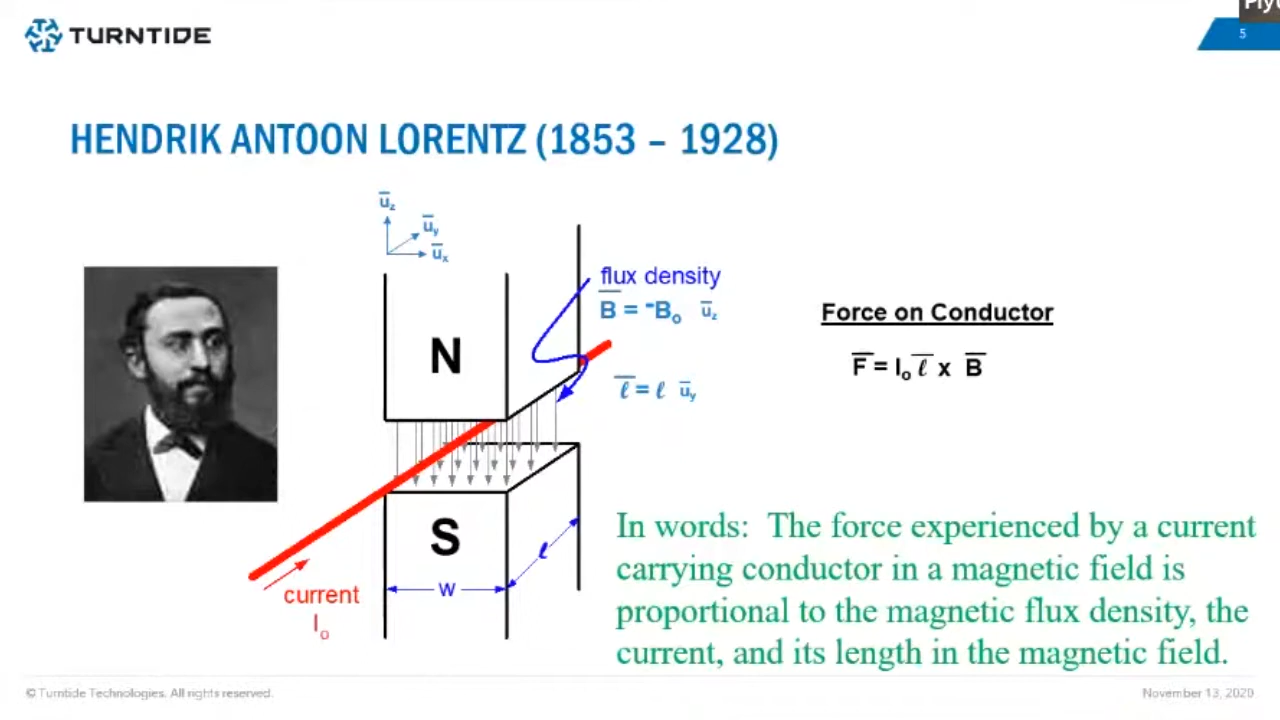 TURNTIDE
5
HENDRIK ANTOON LORENTZ (1853 – 1928)
u̅z
u̅y
u̅x
flux density
B̅ = -Bo u̅z
N
Force on Conductor
F̅ = Io ℓ̅ x B̅
ℓ̅ = ℓ u̅y
S
ℓ
w
current
Io
In words: The force experienced by a current
carrying conductor in a magnetic field is
proportional to the magnetic flux density, the
current, and its length in the magnetic field.
© Turntide Technologies. All rights reserved.
November 13, 2020